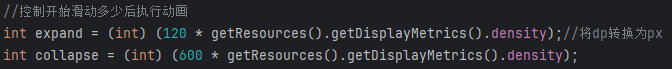 //控制开始滑动多少后执行动画
int expand = (int) (120 * getResources().getDisplayMetrics().density);//将dp转换为px
int collapse = (int) (600 * getResources().getDisplayMetrics().density);